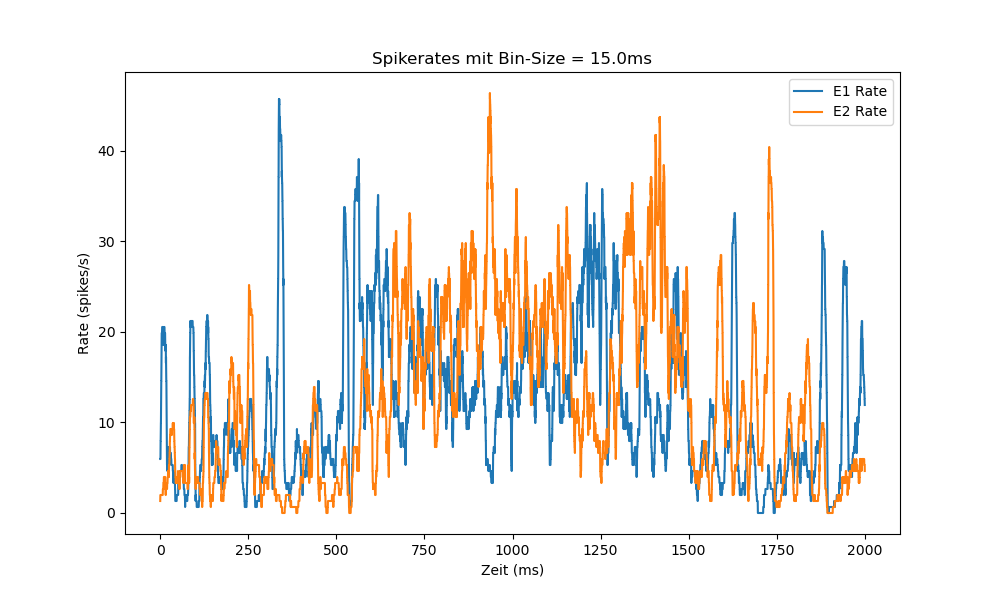 Spikerates mit Bin-Size = 15.0ms
E1 Rate
E2 Rate
Rate (spikes/s)
40
30
20
10
0
0 250 500 750 1000 1250 1500 1750 2000
Zeit (ms)